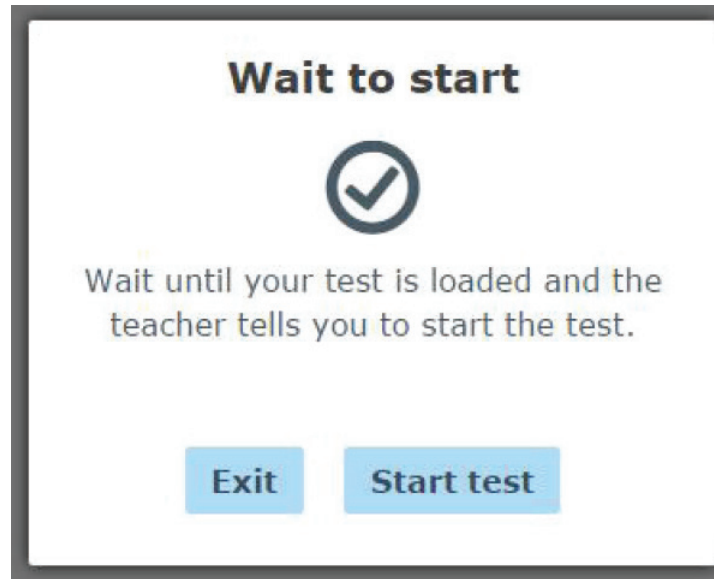 Wait to start
Wait until your test is loaded and the
teacher tells you to start the test.
Exit
Start test